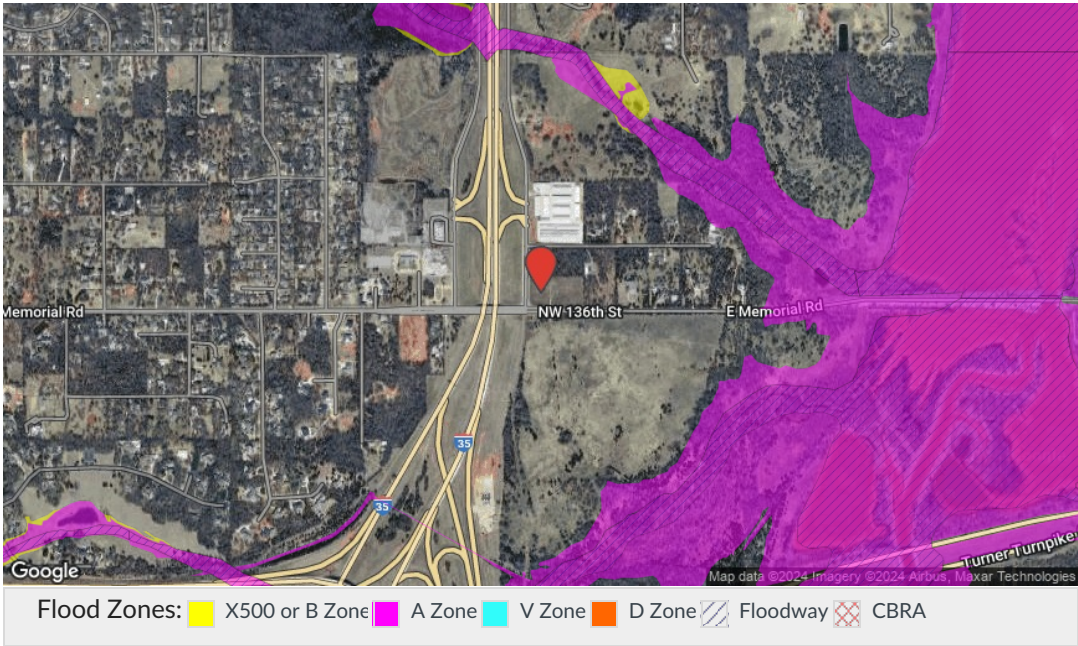 Memorial Rd
NW 136th St
E Memorial Rd
35
35
Turner Turnpike
Google
Map data ©2024 Imagery ©2024 Airbus, Maxar Technologies
Flood Zones: X500 or B Zone A Zone V Zone D Zone Floodway CBRA